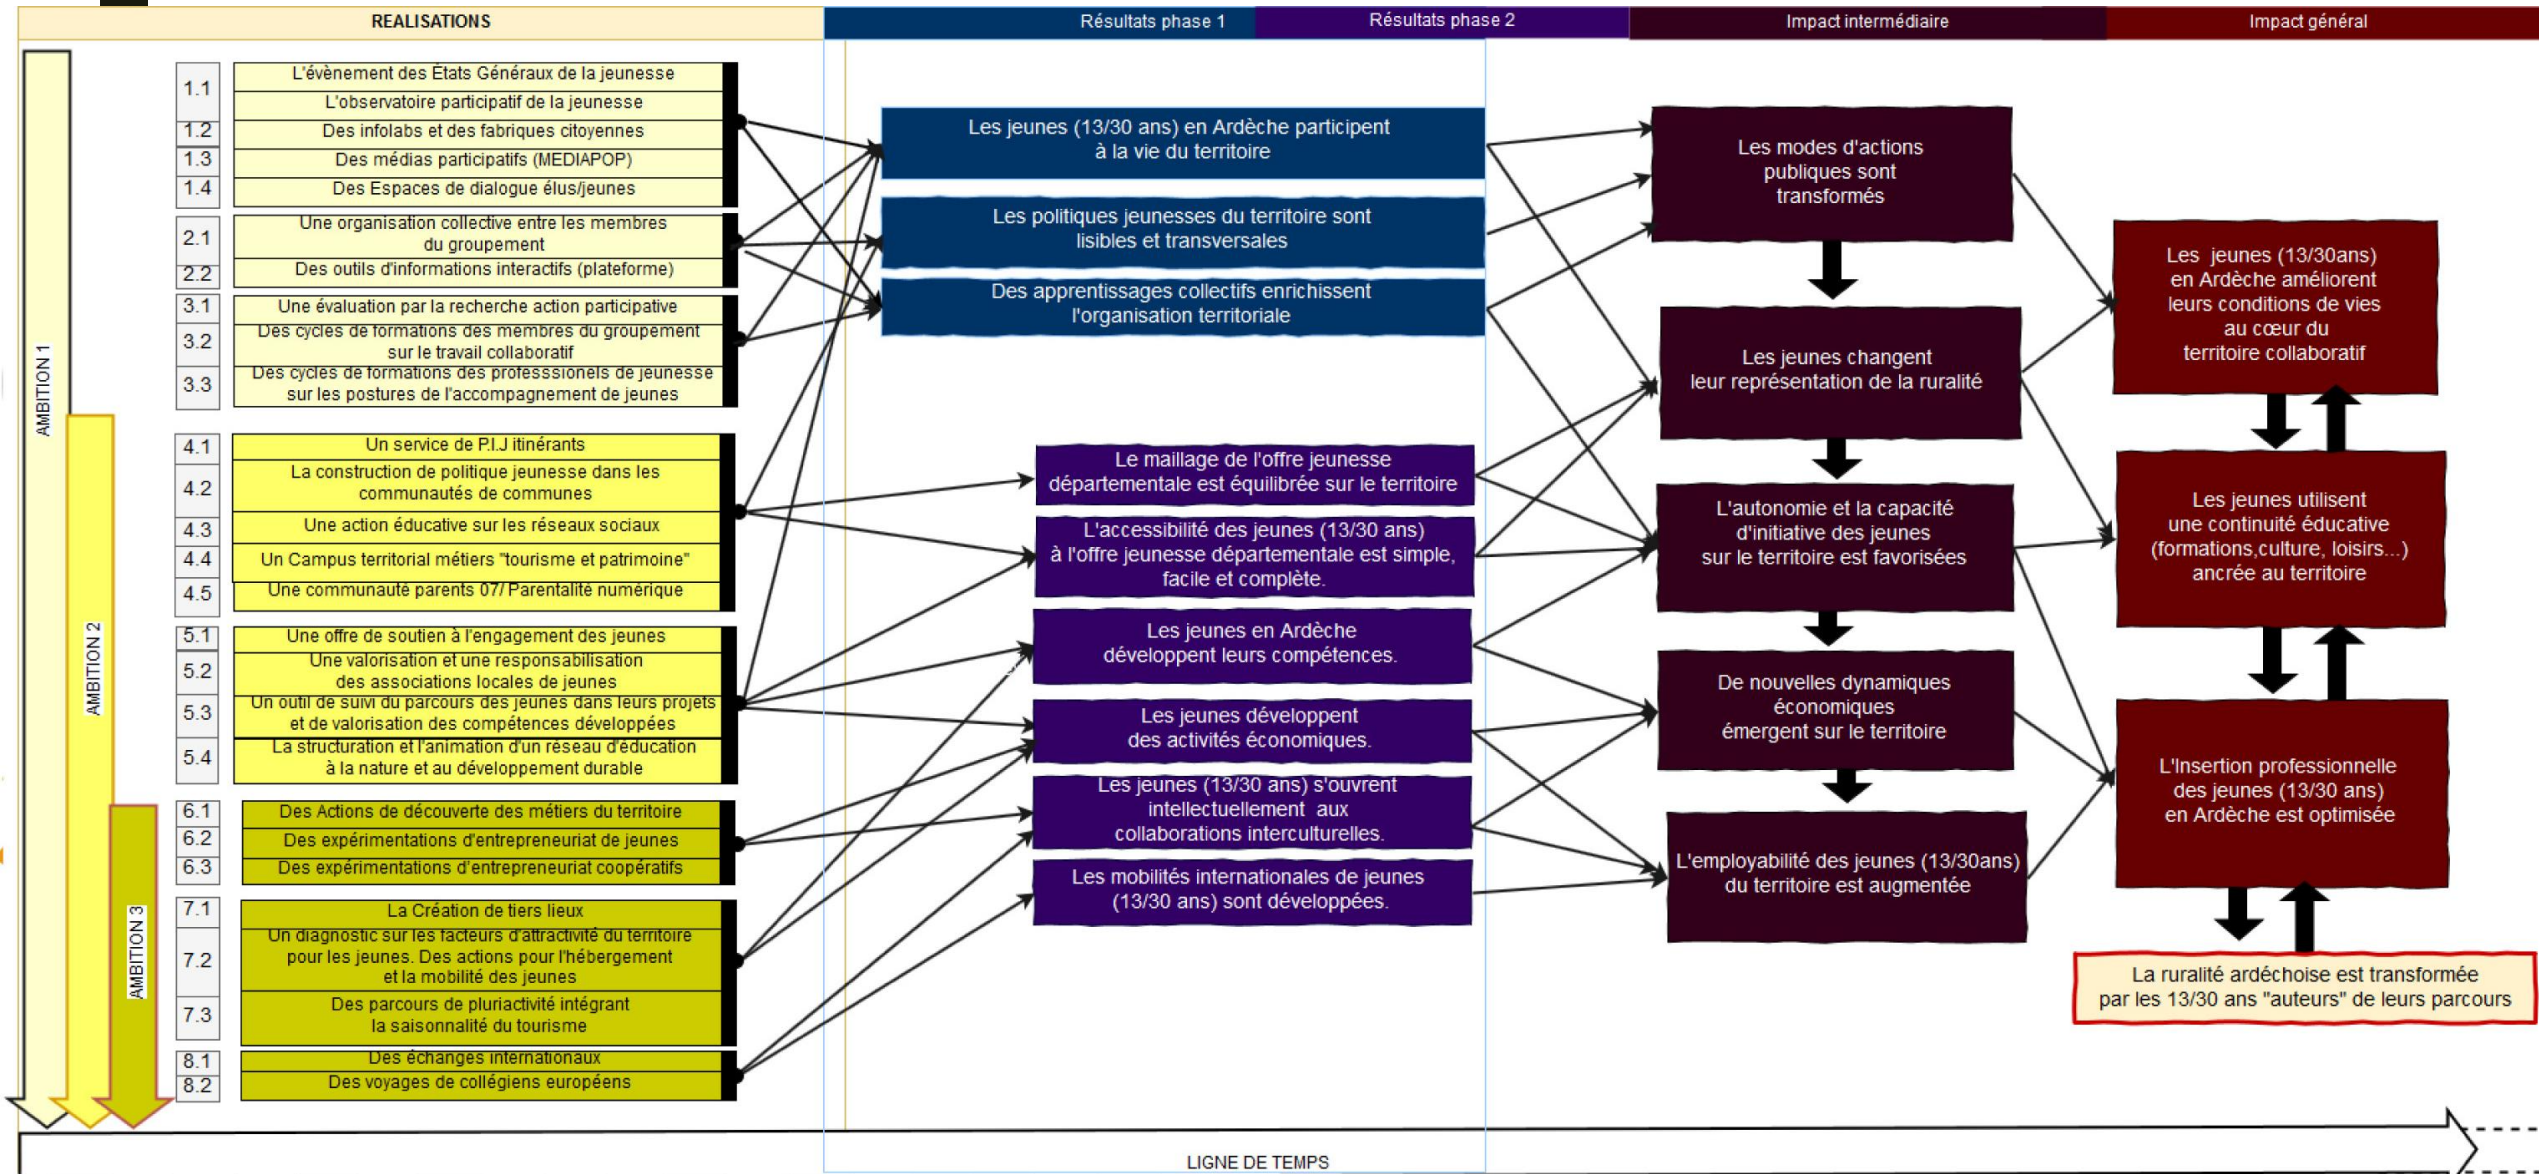 REALISATIONS
Résultats phase 1
Résultats phase 2
Impact intermédiaire
Impact général
AMBITION 1
AMBITION 2
AMBITION 3
1.1
L'évènement des États Généraux de la jeunesse
L'observatoire participatif de la jeunesse
1.2
Des infolabs et des fabriques citoyennes
1.3
Des médias participatifs (MEDIAPOP)
1.4
Des Espaces de dialogue élus/jeunes
2.1
Une organisation collective entre les membres
du groupement
2.2
Des outils d'informations interactifs (plateforme)
3.1
Une évaluation par la recherche action participative
3.2
Des cycles de formations des membres du groupement
sur le travail collaboratif
3.3
Des cycles de formations des professsionels de jeunesse
sur les postures de l'accompagnement de jeunes
4.1
Un service de P.I.J itinérants
4.2
La construction de politique jeunesse dans les
communautés de communes
4.3
Une action éducative sur les réseaux sociaux
4.4
Un Campus territorial métiers "tourisme et patrimoine"
4.5
Une communauté parents 07/ Parentalité numérique
5.1
Une offre de soutien à l'engagement des jeunes
5.2
Une valorisation et une responsabilisation
des associations locales de jeunes
5.3
Un outil de suivi du parcours des jeunes dans leurs projets
et de valorisation des compétences développées
5.4
La structuration et l'animation d'un réseau d'éducation
à la nature et au développement durable
6.1
Des Actions de découverte des métiers du territoire
6.2
Des expérimentations d'entrepreneuriat de jeunes
6.3
Des expérimentations d'entrepreneuriat coopératifs
7.1
La Création de tiers lieux
7.2
Un diagnostic sur les facteurs d'attractivité du territoire
pour les jeunes. Des actions pour l'hébergement
et la mobilité des jeunes
7.3
Des parcours de pluriactivité intégrant
la saisonnalité du tourisme
8.1
Des échanges internationaux
8.2
Des voyages de collégiens européens
Les jeunes (13/30 ans) en Ardèche participent
à la vie du territoire
Les politiques jeunesses du territoire sont
lisibles et transversales
Des apprentissages collectifs enrichissent
l'organisation territoriale
Le maillage de l'offre jeunesse
départementale est équilibrée sur le territoire
L'accessibilité des jeunes (13/30 ans)
à l'offre jeunesse départementale est simple,
facile et complète.
Les jeunes en Ardèche
développent leurs compétences.
Les jeunes développent
des activités économiques.
Les jeunes (13/30 ans) s'ouvrent
intellectuellement aux
collaborations interculturelles.
Les mobilités internationales de jeunes
(13/30 ans) sont développées.
Les modes d'actions
publiques sont
transformés
Les jeunes changent
leur représentation de la ruralité
L'autonomie et la capacité
d'initiative des jeunes
sur le territoire est favorisées
De nouvelles dynamiques
économiques
émergent sur le territoire
L'employabilité des jeunes (13/30ans)
du territoire est augmentée
Les jeunes (13/30ans)
en Ardèche améliorent
leurs conditions de vies
au cœur du
territoire collaboratif
Les jeunes utilisent
une continuité éducative
(formations,culture, loisirs...)
ancrée au territoire
L'Insertion professionnelle
des jeunes (13/30 ans)
en Ardèche est optimisée
La ruralité ardéchoise est transformée
par les 13/30 ans "auteurs" de leurs parcours
LIGNE DE TEMPS